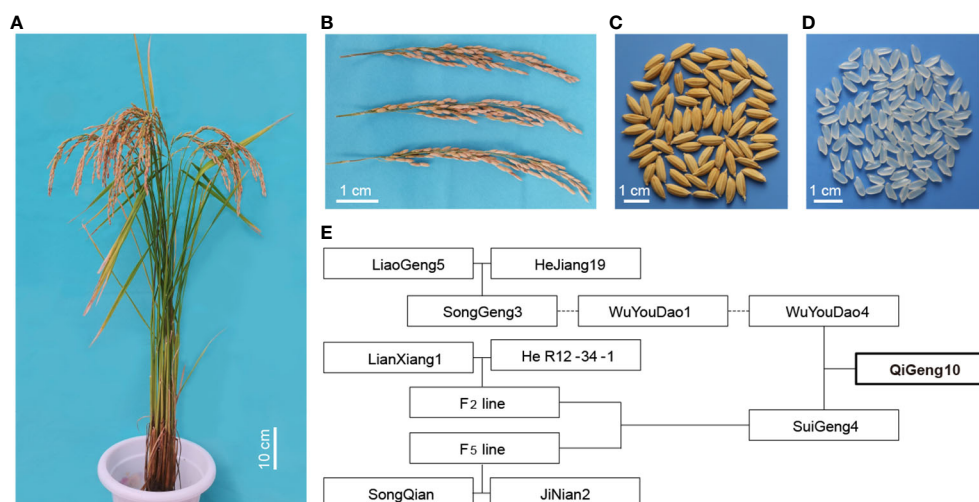 A
B
C
D
10 cm
1 cm
1 cm
1 cm
E
LiaoGeng5
HeJiang19
SongGeng3
WuYouDao1
WuYouDao4
LianXiang1
He R12 -34 -1
QiGeng10
F2 line
SuiGeng4
F5 line
SongQian
JiNian2